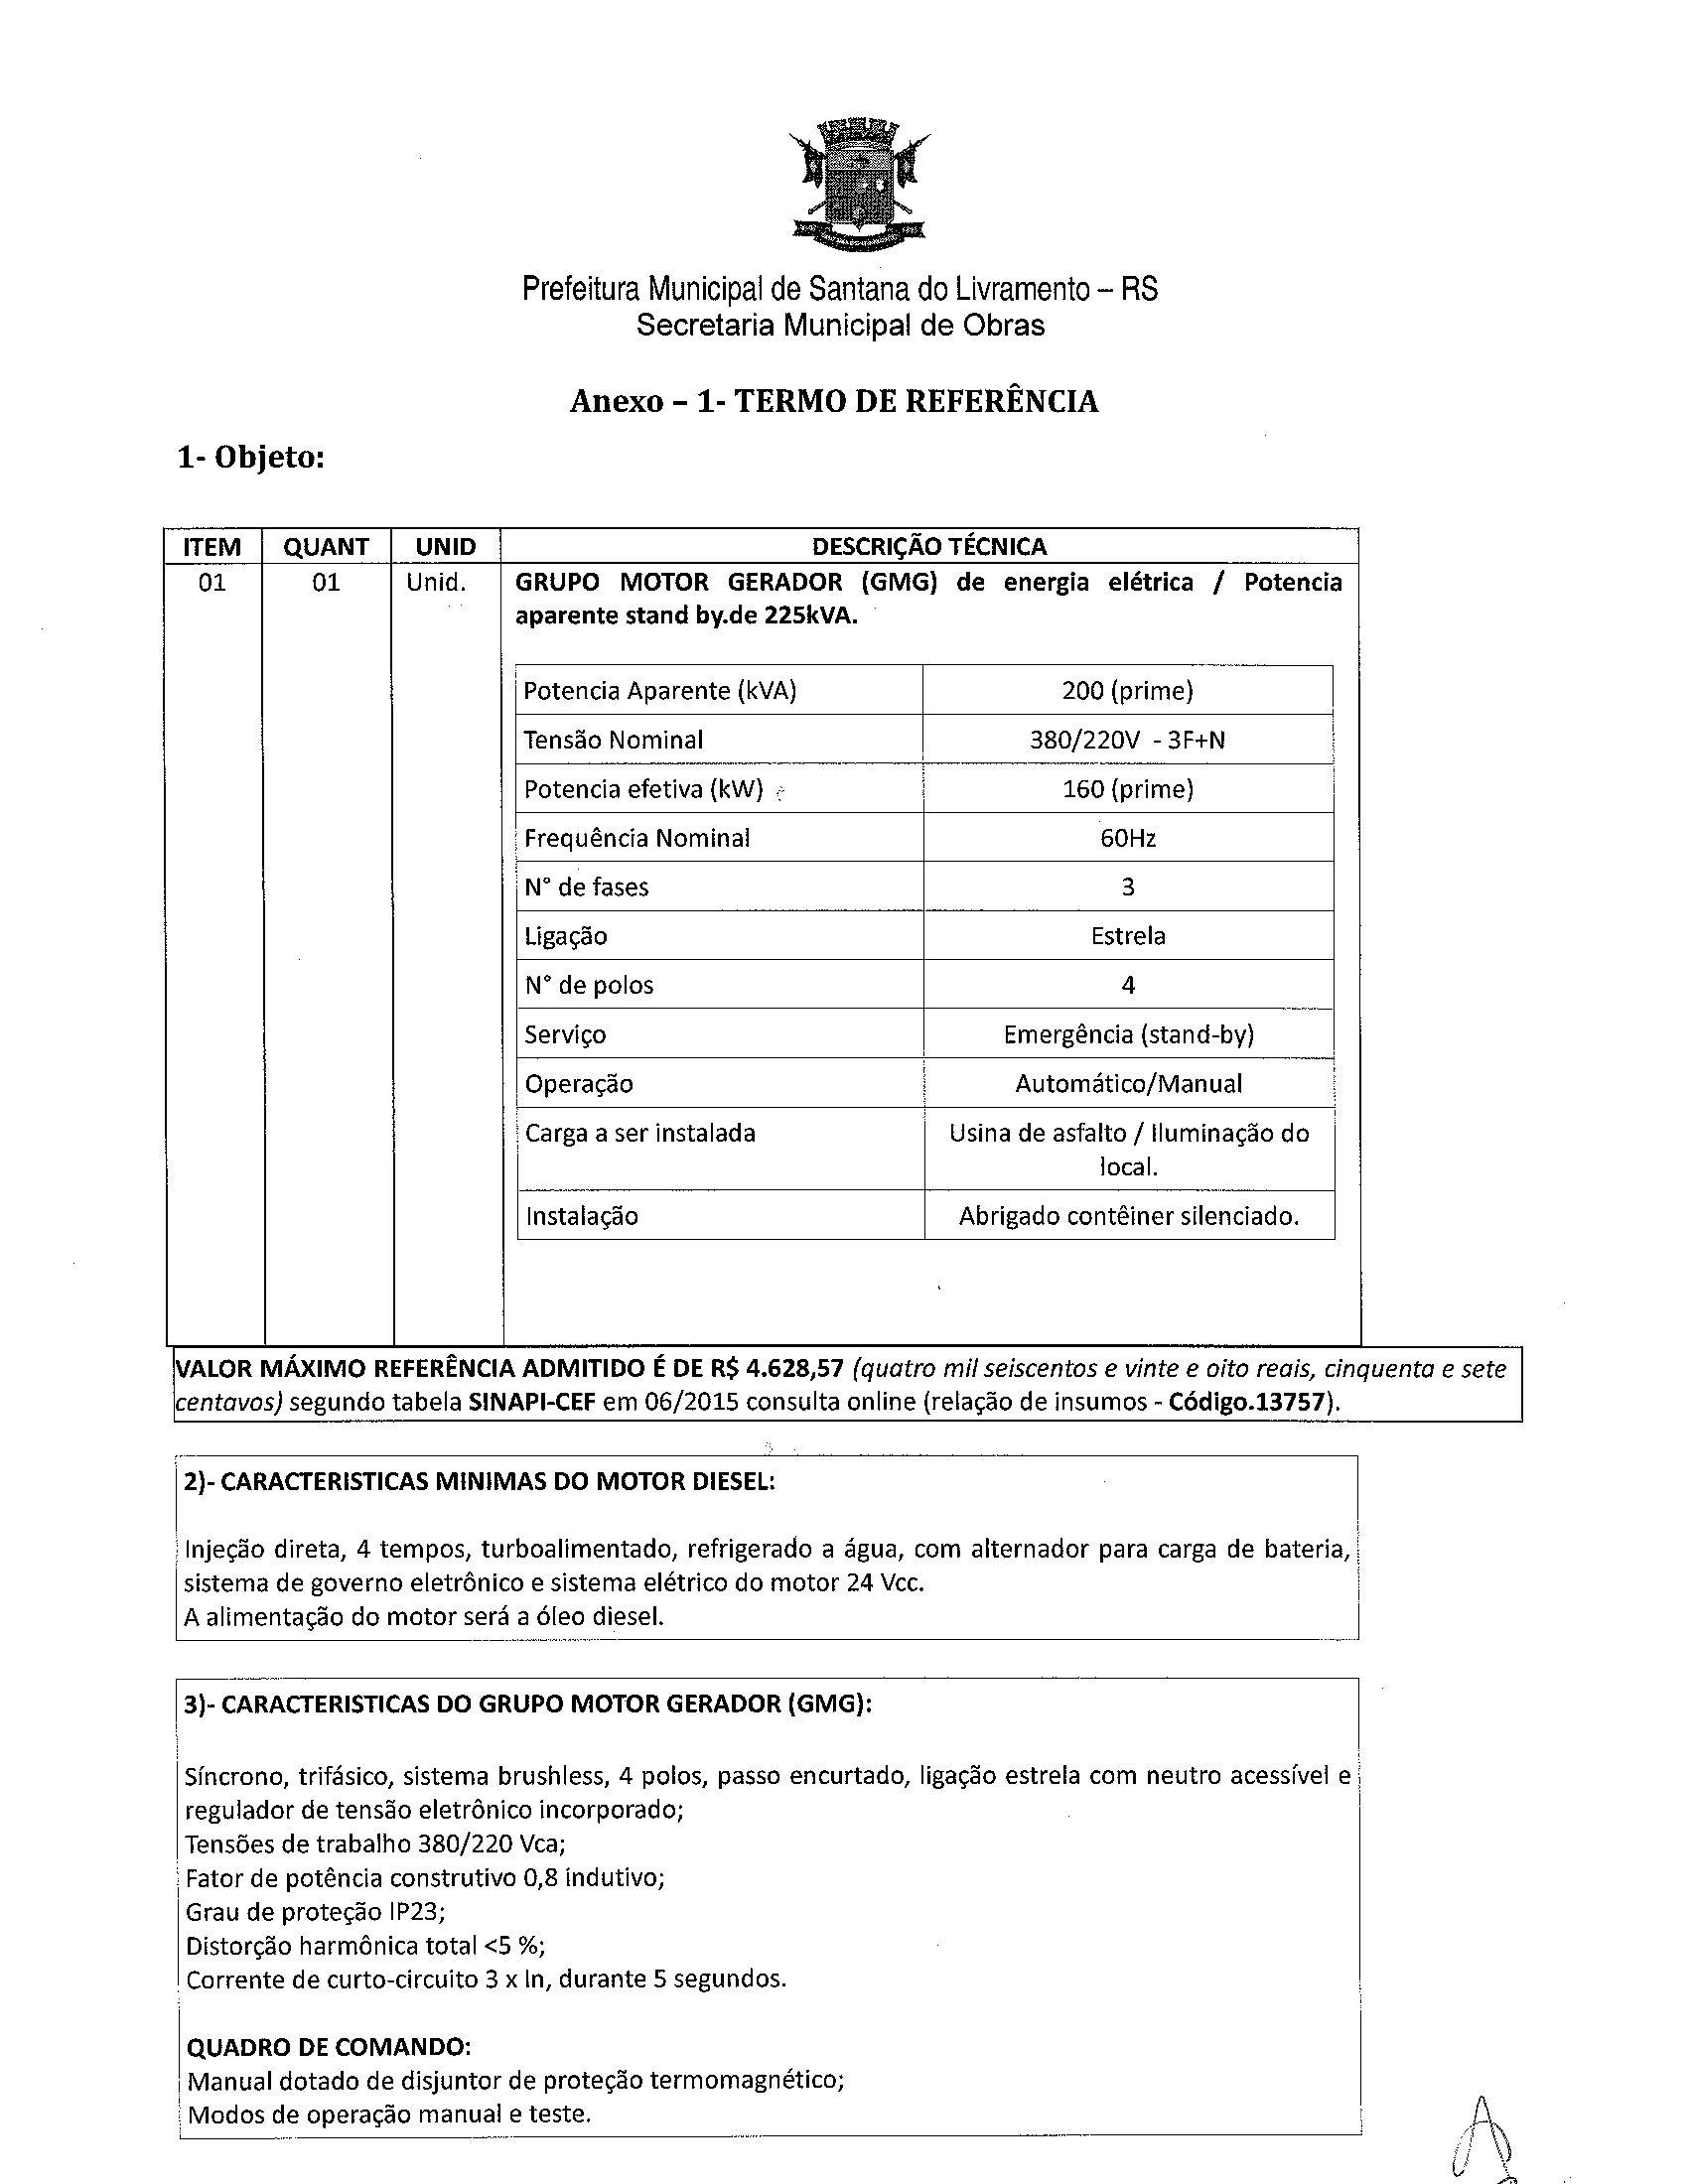 Prefeitura Municipal de Santana do Livramento – RS
Secretaria Municipal de Obras
Anexo – 1- TERMO DE REFERÊNCIA
1- Objeto:
ITEM QUANT UNID DESCRIÇÃO TÉCNICA
01 01 Unid. GRUPO MOTOR GERADOR (GMG) de energia elétrica / Potencia
aparente stand by.de 225kVA.
Potencia Aparente (kVA) 200 (prime)
Tensão Nominal 380/220V - 3F+N
Potencia efetiva (kW) 160 (prime)
Frequência Nominal 60Hz
N° de fases 3
Ligação Estrela
N° de polos 4
Serviço Emergência (stand-by)
Operação Automático/Manual
Carga a ser instalada Usina de asfalto / Iluminação do
local.
Instalação Abrigado contêiner silenciado.
VALOR MÁXIMO REFERÊNCIA ADMITIDO É DE R$ 4.628,57 (quatro mil seiscentos e vinte e oito reais, cinquenta e sete
centavos) segundo tabela SINAPI-CEF em 06/2015 consulta online (relação de insumos - Código.13757).
2)- CARACTERISTICAS MINIMAS DO MOTOR DIESEL:
Injeção direta, 4 tempos, turboalimentado, refrigerado a água, com alternador para carga de bateria,
sistema de governo eletrônico e sistema elétrico do motor 24 Vcc.
A alimentação do motor será a óleo diesel.
3)- CARACTERISTICAS DO GRUPO MOTOR GERADOR (GMG):
Síncrono, trifásico, sistema brushless, 4 polos, passo encurtado, ligação estrela com neutro acessível e
regulador de tensão eletrônico incorporado;
Tensões de trabalho 380/220 Vca;
Fator de potência construtivo 0,8 indutivo;
Grau de proteção IP23;
Distorção harmônica total <5 %;
Corrente de curto-circuito 3 x In, durante 5 segundos.
QUADRO DE COMANDO:
Manual dotado de disjuntor de proteção termomagnético;
Modos de operação manual e teste.